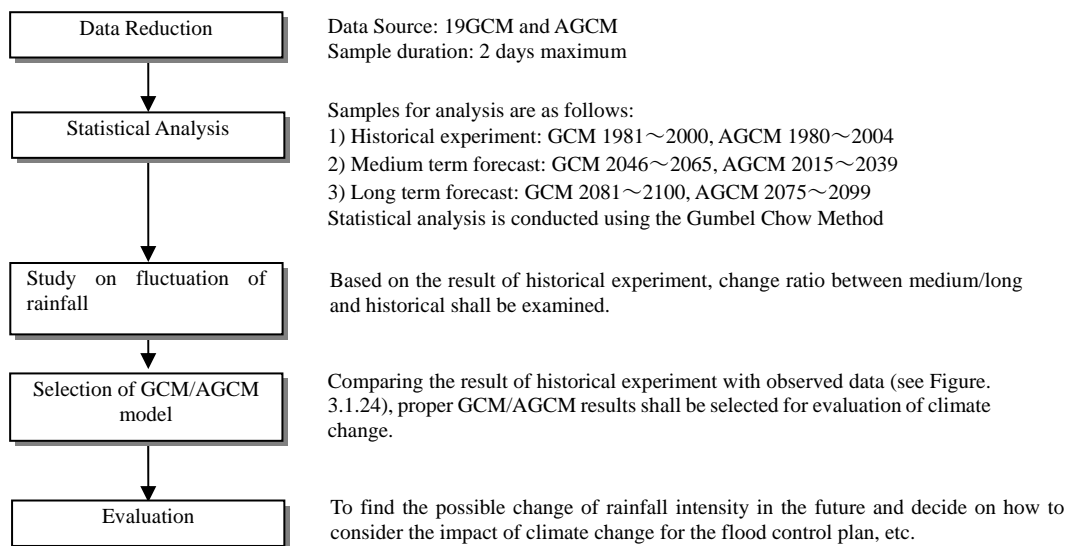 Data Reduction
Data Source: 19GCM and AGCM
Sample duration: 2 days maximum
Statistical Analysis
Samples for analysis are as follows:
1) Historical experiment: GCM 1981～2000, AGCM 1980～2004
2) Medium term forecast: GCM 2046～2065, AGCM 2015～2039
3) Long term forecast: GCM 2081～2100, AGCM 2075～2099
Statistical analysis is conducted using the Gumbel Chow Method
Study on fluctuation of
rainfall
Based on the result of historical experiment, change ratio between medium/long
and historical shall be examined.
Selection of GCM/AGCM
model
Comparing the result of historical experiment with observed data (see Figure.
3.1.24), proper GCM/AGCM results shall be selected for evaluation of climate
change.
Evaluation
To find the possible change of rainfall intensity in the future and decide on how to
consider the impact of climate change for the flood control plan, etc.